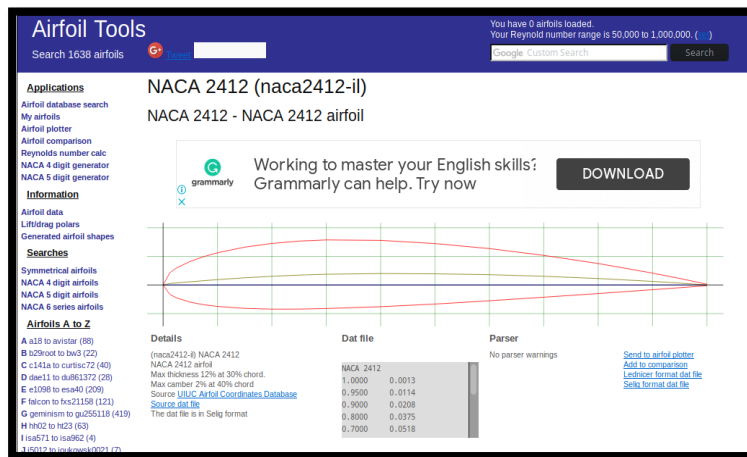 Airfoil Tools
Search 1638 airfoils
G+ Tweet
You have 0 airfoils loaded.
Your Reynold number range is 50,000 to 1,000,000. (
Google Custom Search
Search
Applications
Airfoil database search
My airfoils
Airfoil plotter
Airfoil comparison
Reynolds number calc
NACA 4 digit generator
NACA 5 digit generator
Information
Airfoil data
Lift/drag polars
Generated airfoil shapes
Searches
Symmetrical airfoils
NACA 4 digit airfoils
NACA 5 digit airfoils
NACA 6 series airfoils
Airfoils A to Z
A a18 to avistar (88)
B b29root to bw3 (22)
C c141a to curtisc72 (40)
D dae11 to du861372 (28)
E e1098 to esa40 (209)
F falcon to fxs21158 (121)
G geminism to gu255118 (419)
H hh02 to ht23 (63)
I isa571 to isa962 (4)
J j5012 to joukowsk0021 (7)
NACA 2412 (naca2412-il)
NACA 2412 - NACA 2412 airfoil
grammarly
Working to master your English skills?
Grammarly can help. Try now
DOWNLOAD
Details
(naca2412-il) NACA 2412
NACA 2412 airfoil
Max thickness 12% at 30% chord.
Max camber 2% at 40% chord
Source UIUC Airfoil Coordinates Database
Source dat file
The dat file is in Selig format
Dat file
NACA 2412
1.0000 0.0013
0.9500 0.0114
0.9000 0.0208
0.8000 0.0375
0.7000 0.0518
Parser
No parser warnings
Send to airfoil plotter
Add to comparison
Lednicer format dat file
Selig format dat file